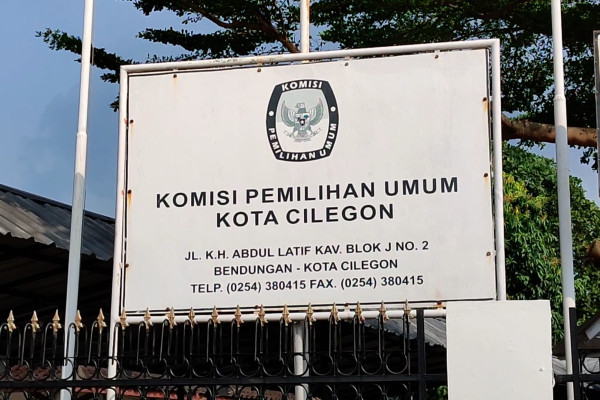 KOMISI
PEMILIHAN UMUM
KOMISI PEMILIHAN UMUM
KOTA CILEGON
JL. K.H. ABDUL LATIF KAV. BLOK J NO. 2
BENDUNGAN - KOTA CILEGON
TELP. (0254) 380415 FAX. (0254) 380415